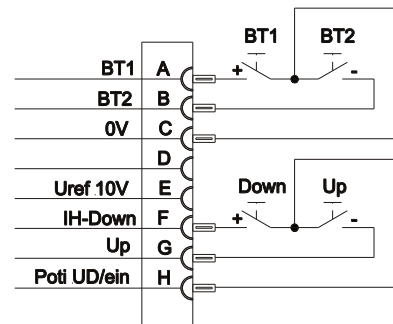 BT1 BT2
BT1 A + -
BT2 B
0V C
D
Uref 10V E Down Up
IH-Down F + -
Up G
Poti UD/ein H